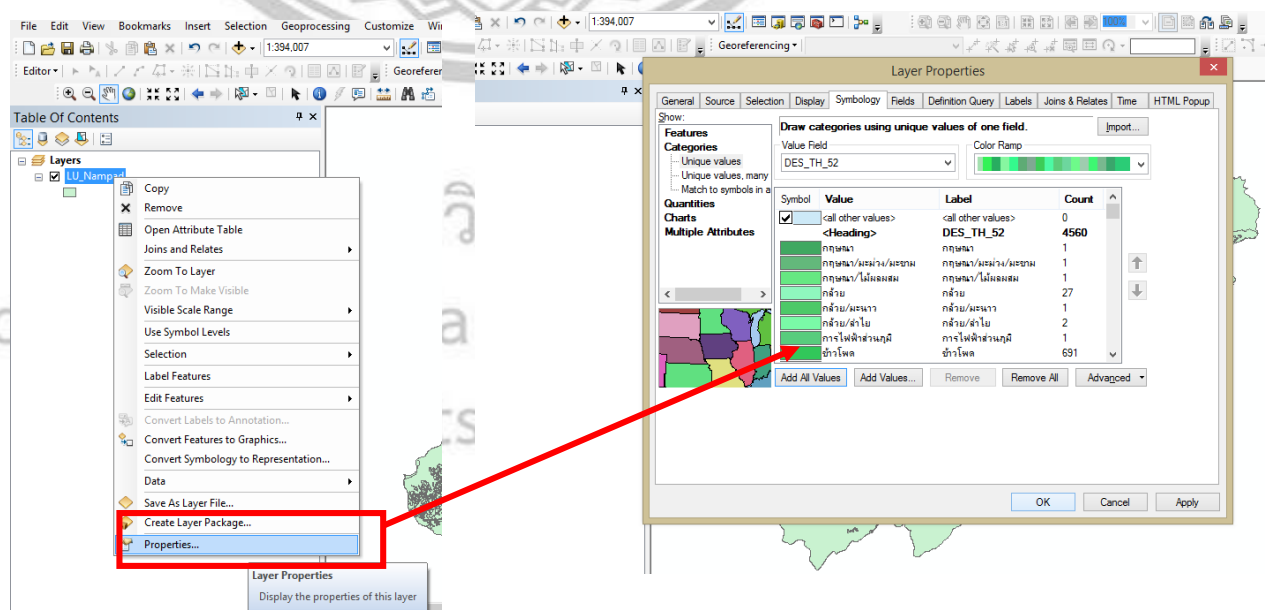 File Edit View Bookmarks Insert Selection Geoprocessing Customize Wi
1:394,007
Editor
Georeferer
Table Of Contents
Layers
LU_Nampad
Copy
Remove
Open Attribute Table
Joins and Relates
Zoom To Layer
Zoom To Make Visible
Visible Scale Range
Use Symbol Levels
Selection
Label Features
Edit Features
Convert Labels to Annotation...
Convert Features to Graphics...
Convert Symbology to Representation...
Data
Save As Layer File...
Create Layer Package...
Properties...
Layer Properties
Display the properties of this layer
1:394,007
100%
Georeferencing
Layer Properties
General Source Selection Display Symbology Fields Definition Query Labels Joins & Relates Time HTML Popup
Show:
Features
Categories
Unique values
Unique values, many
Match to symbols in a
Quantities
Charts
Multiple Attributes
Draw categories using unique values of one field.
Import...
Value Field
Color Ramp
DES_TH_52
Symbol Value Label Count
<all other values> <all other values> 0
<Heading> DES_TH_52 4560
กฤษณา กฤษณา 1
กฤษณา/มะม่วง/มะขาม กฤษณา/มะม่วง/มะขาม 1
กฤษณา/ไม้ผลผสม กฤษณา/ไม้ผลผสม 1
กล้วย กล้วย 27
กล้วย/มะนาว กล้วย/มะนาว 1
กล้วย/ลำไย กล้วย/ลำไย 2
การไฟฟ้าส่วนภูมิ การไฟฟ้าส่วนภูมิ 1
ข้าวโพด ข้าวโพด 691
Add All Values Add Values... Remove Remove All Advanced
OK Cancel Apply